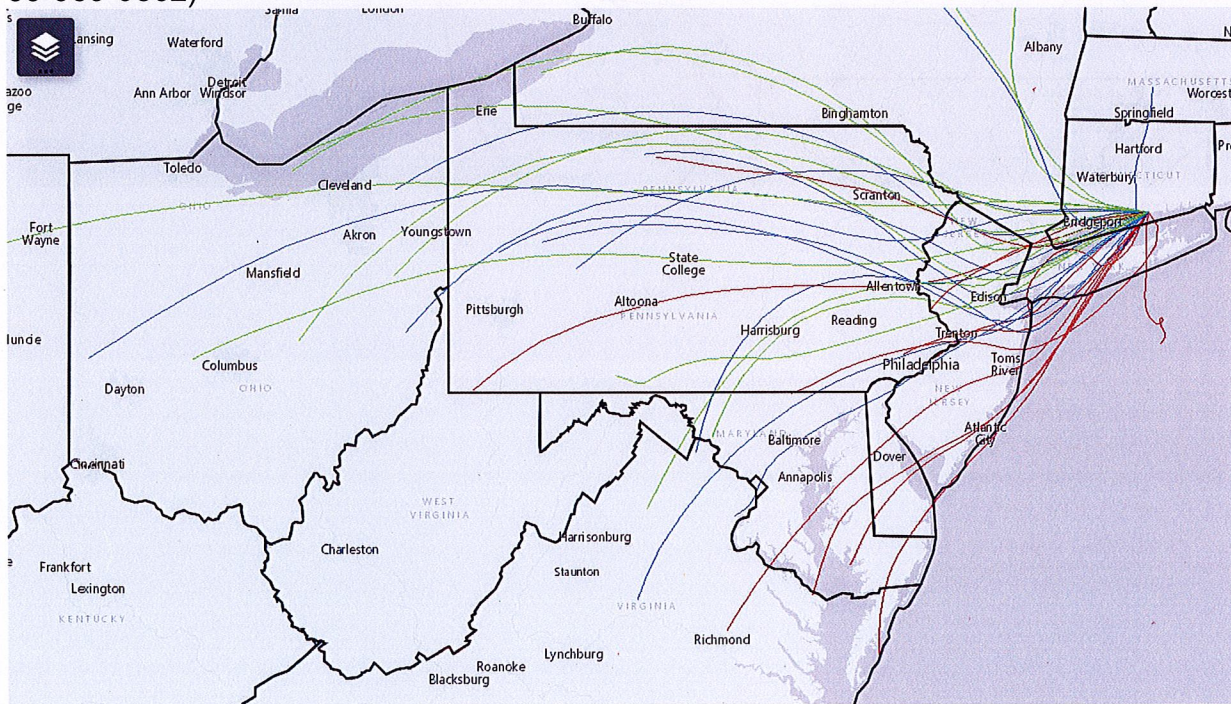 London
Buffalo
Lansing
Waterford
Albany
Detroit
Ann Arbor
Windsor
MASSACHUSETTS
Worcest
Springfield
Erie
Binghamton
Hartford
Toledo
Cleveland
PENNSYLVANIA
Scranton
Waterbury
OHIO
Fort
Wayne
Akron
Youngstown
Bridgeport
Mansfield
State
College
Allentown
Edison
Pittsburgh
Altoona
PENNSYLVANIA
Harrisburg
Reading
Trenton
Columbus
Philadelphia
Toms
River
Dayton
OHIO
NEW
JERSEY
MARYLAND
Baltimore
Atlantic
City
Cincinnati
Dover
Annapolis
WEST
VIRGINIA
Harrisonburg
Charleston
Frankfort
Staunton
Lexington
VIRGINIA
KENTUCKY
Richmond
Lynchburg
Roanoke
Blacksburg